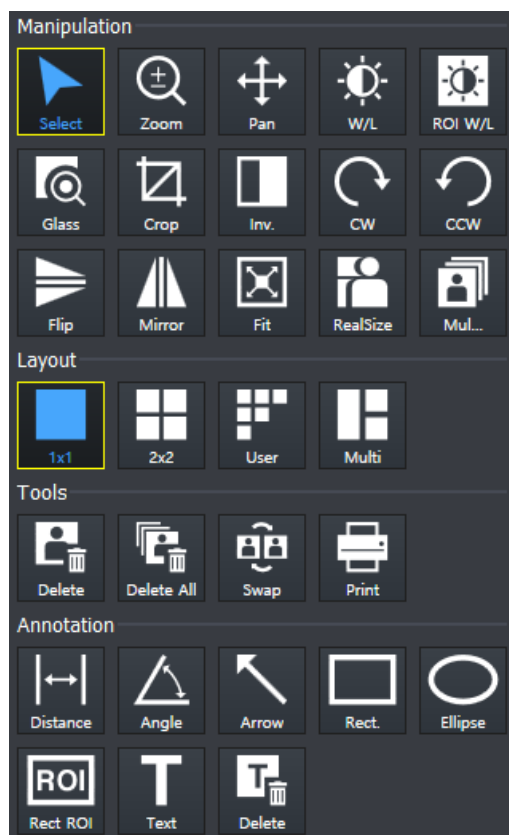 Manipulation
Select Zoom Pan W/L ROI W/L
Glass Crop Inv. CW CCW
Flip Mirror Fit RealSize Mul...
Layout
1x1 2x2 User Multi
Tools
Delete Delete All Swap Print
Annotation
Distance Angle Arrow Rect. Ellipse
ROI T T
Rect ROI Text Delete